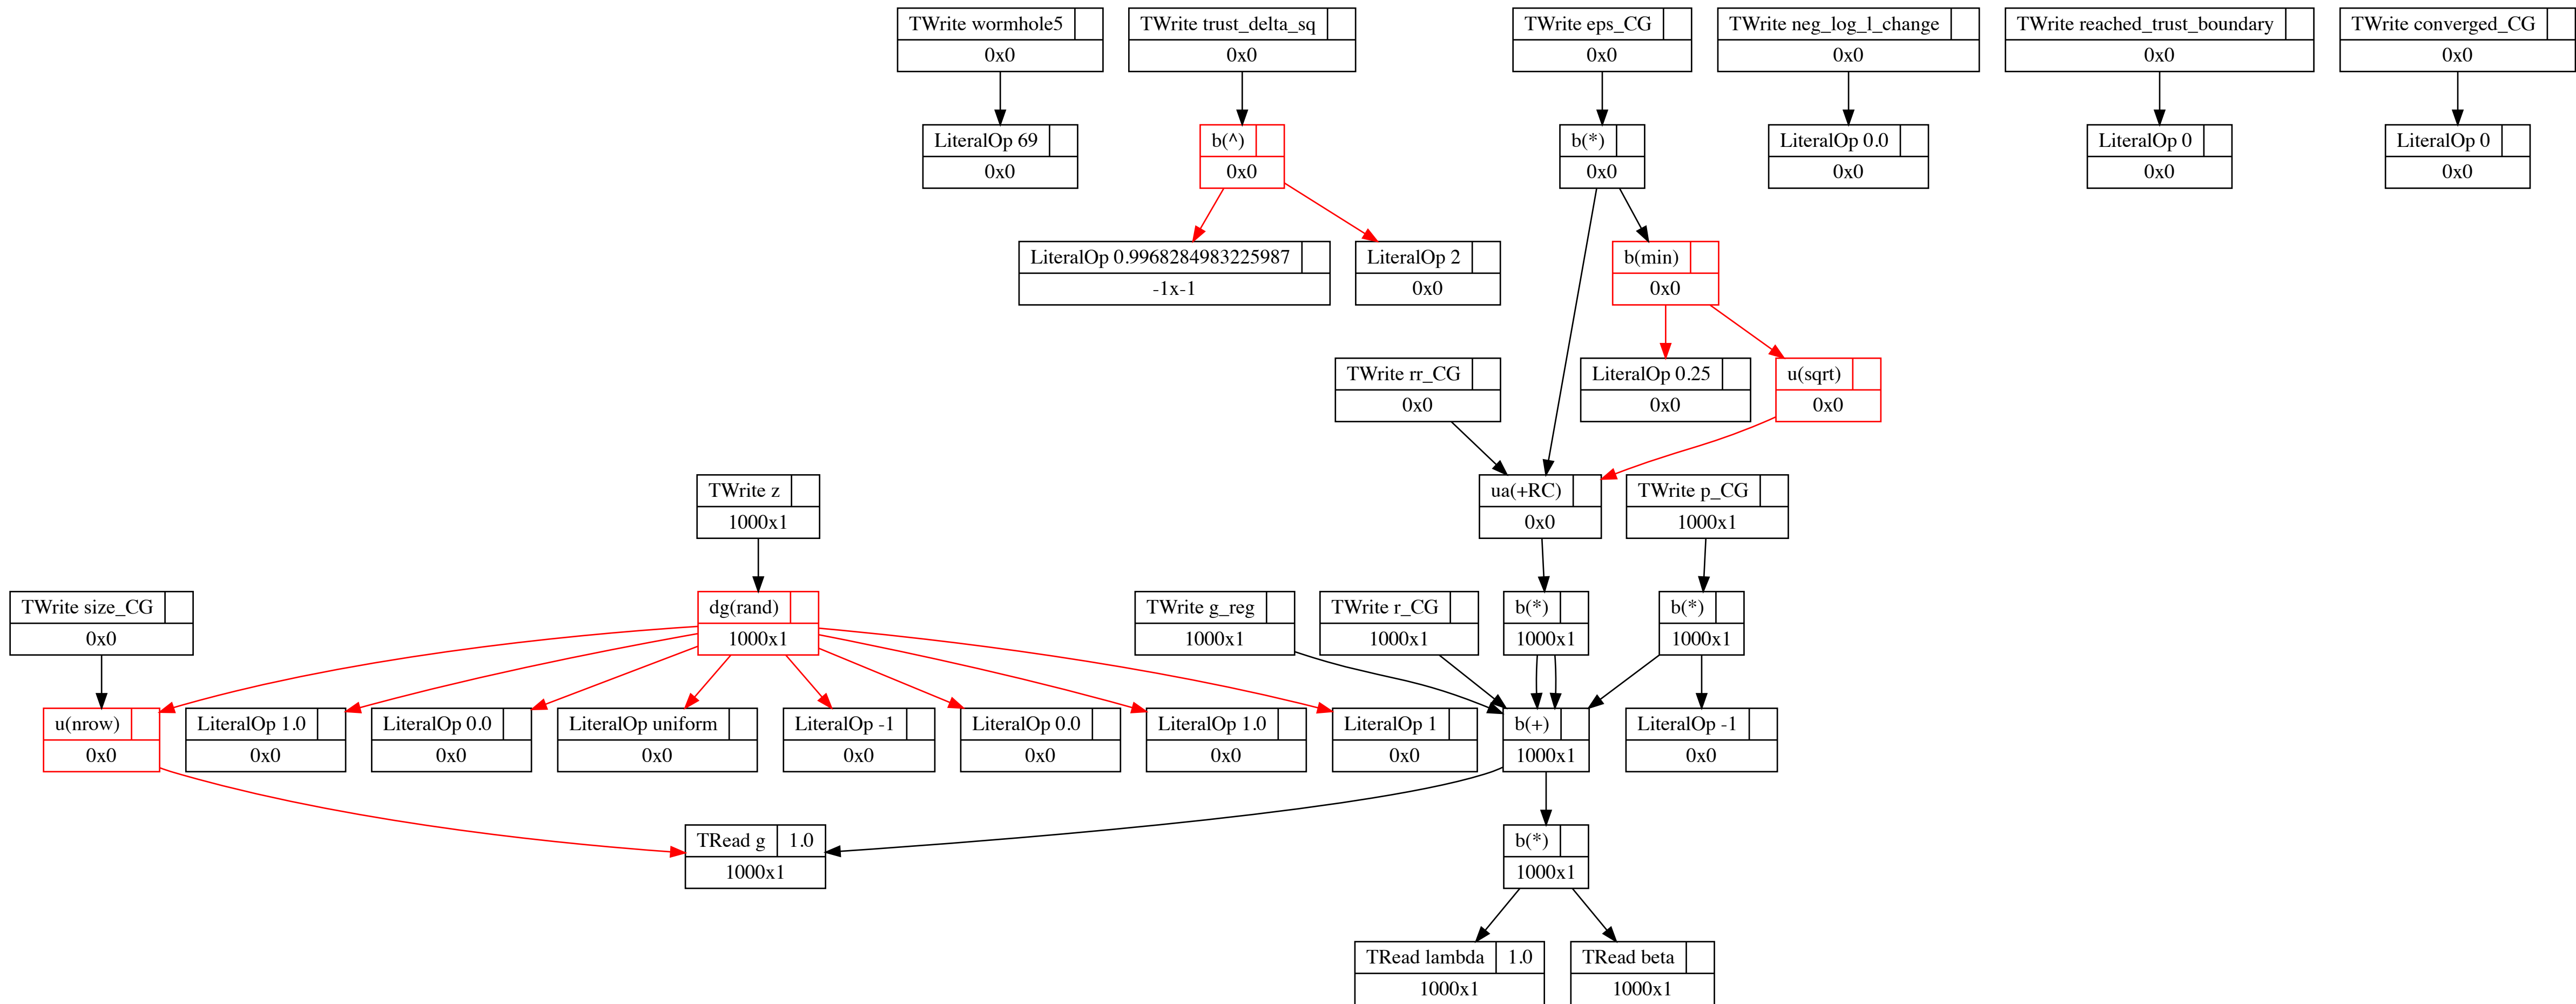 TWrite wormhole5
0x0
TWrite trust_delta_sq
0x0
TWrite eps_CG
0x0
TWrite neg_log_l_change
0x0
TWrite reached_trust_boundary
0x0
TWrite converged_CG
0x0
LiteralOp 69
0x0
b(^)
0x0
b(*)
0x0
LiteralOp 0.0
0x0
LiteralOp 0
0x0
LiteralOp 0
0x0
LiteralOp 0.9968284983225987
-1x-1
LiteralOp 2
0x0
b(min)
0x0
TWrite rr_CG
0x0
LiteralOp 0.25
0x0
u(sqrt)
0x0
TWrite z
1000x1
ua(+RC)
0x0
TWrite p_CG
1000x1
TWrite size_CG
0x0
dg(rand)
1000x1
TWrite g_reg
1000x1
TWrite r_CG
1000x1
b(*)
1000x1
b(*)
1000x1
u(nrow)
0x0
LiteralOp 1.0
0x0
LiteralOp 0.0
0x0
LiteralOp uniform
0x0
LiteralOp -1
0x0
LiteralOp 0.0
0x0
LiteralOp 1.0
0x0
LiteralOp 1
0x0
b(+)
1000x1
LiteralOp -1
0x0
TRead g 1.0
1000x1
b(*)
1000x1
TRead lambda 1.0
1000x1
TRead beta
1000x1